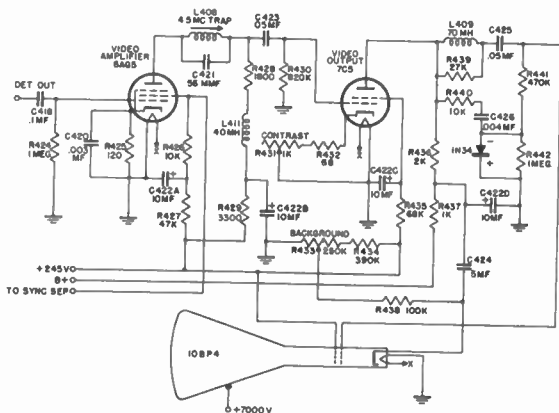 L408
4.5 MC TRAP
C423
.05MF
L409
70MH
C425
.05MF
VIDEO
AMPLIFIER
6AG5
C421
56 MMF
R428
1800
R430
820K
VIDEO
OUTPUT
7C5
R439
27K
R441
470K
DET OUT
C418
.1MF
R440
10K
C426
.004MF
L411
40MH
CONTRAST
R431 1K
R432
68
R436
2K
1N34
R442
1MEG
R424
1MEG
C420
.003
MF
R425
120
R426
10K
C422A
10MF
R427
47K
R429
3300
C422B
10MF
C422C
10MF
R435
68K
R437
1K
C422D
10MF
BACKGROUND
R433 250K
R434
390K
C424
.5MF
+245V
B+
TO SYNC SEP
R438 100K
10BP4
X
+7000V